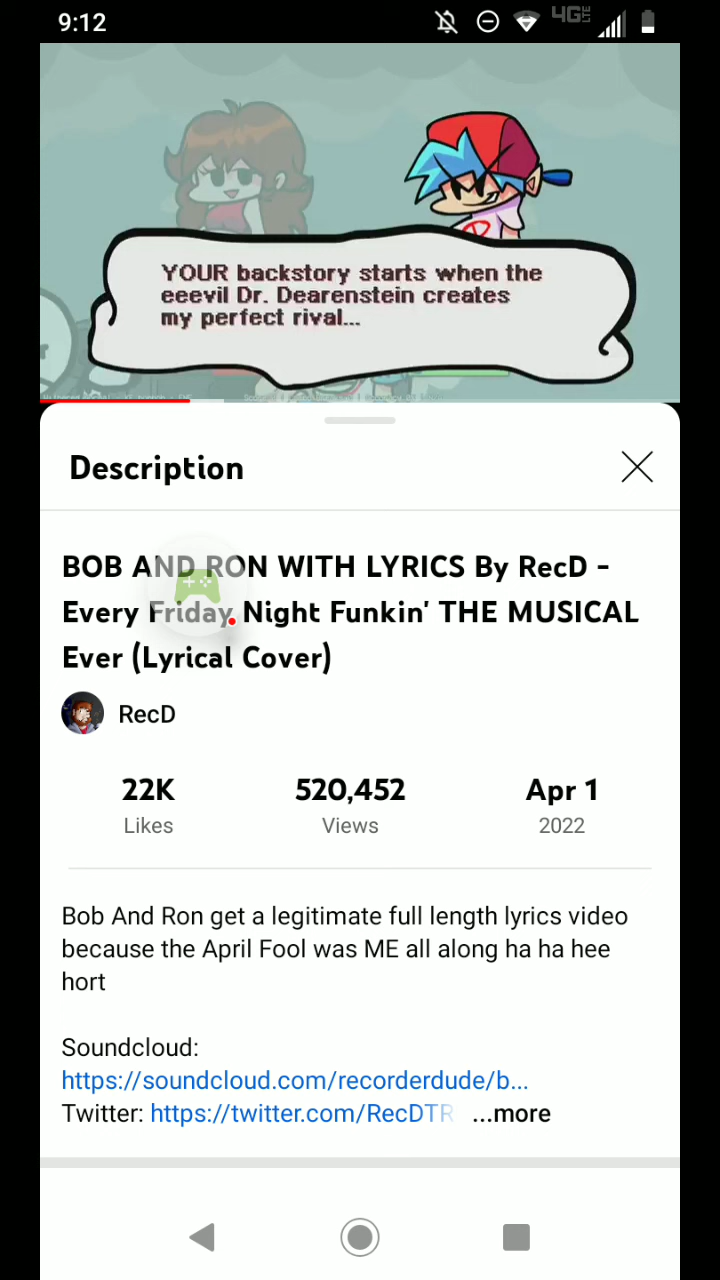 9:12
4G LTE
YOUR backstory starts when the
eeevil Dr. Dearenstein creates
my perfect rival...
Description
BOB AND RON WITH LYRICS By RecD -
Every Friday Night Funkin' THE MUSICAL
Ever (Lyrical Cover)
RecD
22K
520,452
Apr 1
Likes
Views
2022
Bob And Ron get a legitimate full length lyrics video
because the April Fool was ME all along ha ha hee
hort
Soundcloud:
https://soundcloud.com/recorderdude/b...
Twitter: https://twitter.com/RecDTR ...more